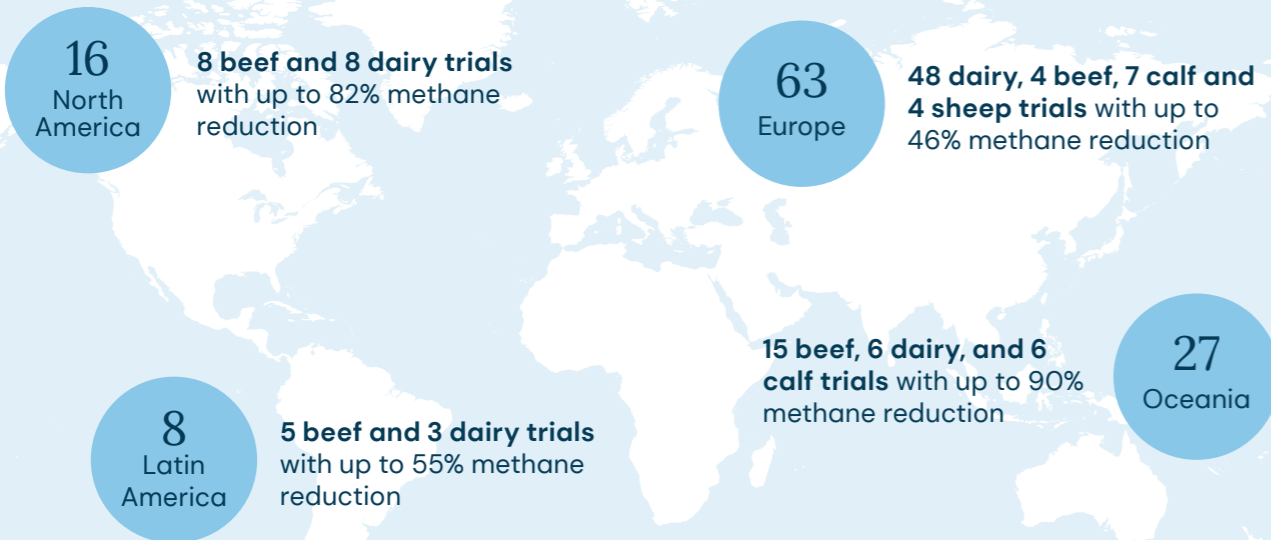 16
North
America
8 beef and 8 dairy trials
with up to 82% methane
reduction
63
Europe
48 dairy, 4 beef, 7 calf and
4 sheep trials with up to
46% methane reduction
15 beef, 6 dairy, and 6
calf trials with up to 90%
methane reduction
27
Oceania
8
Latin
America
5 beef and 3 dairy trials
with up to 55% methane
reduction